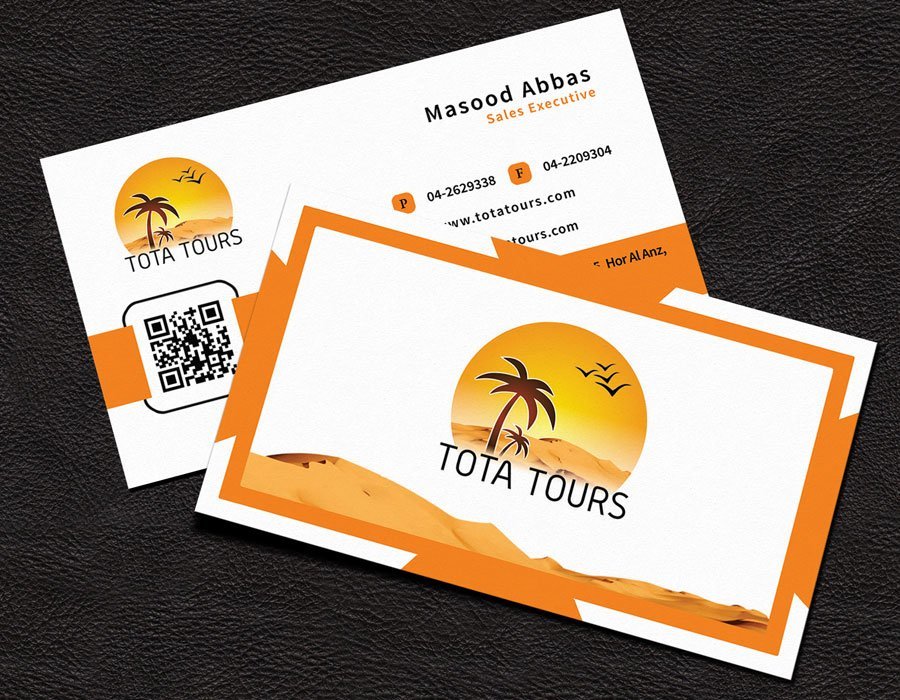 Masood Abbas
Sales Executive
P 04-2629338 F 04-2209304
www.totatours.com
tours.com
Hor Al Anz,
TOTA TOURS
TOTA TOURS